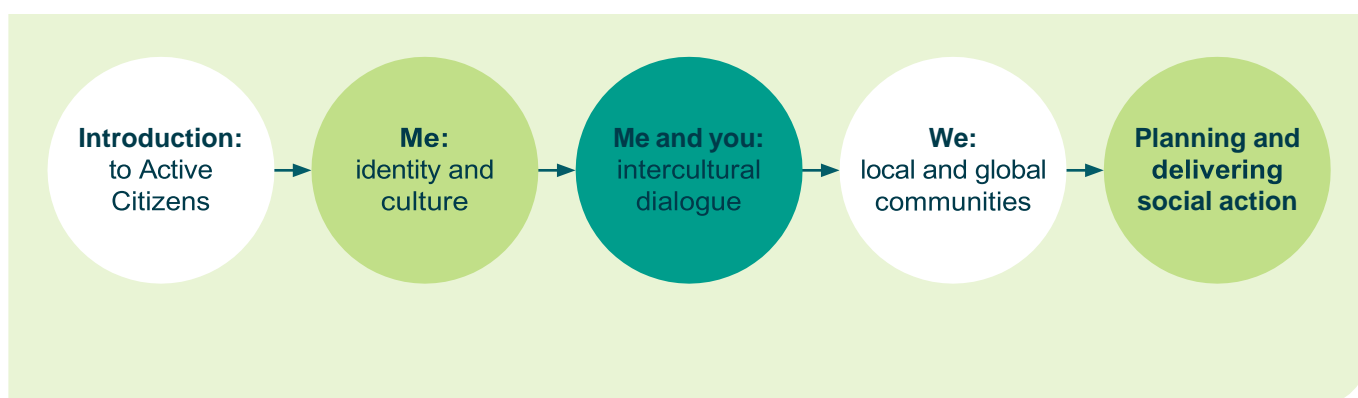 Introduction:
to Active
Citizens
Me:
identity and
culture
Me and you:
intercultural
dialogue
We:
local and global
communities
Planning and
delivering
social action